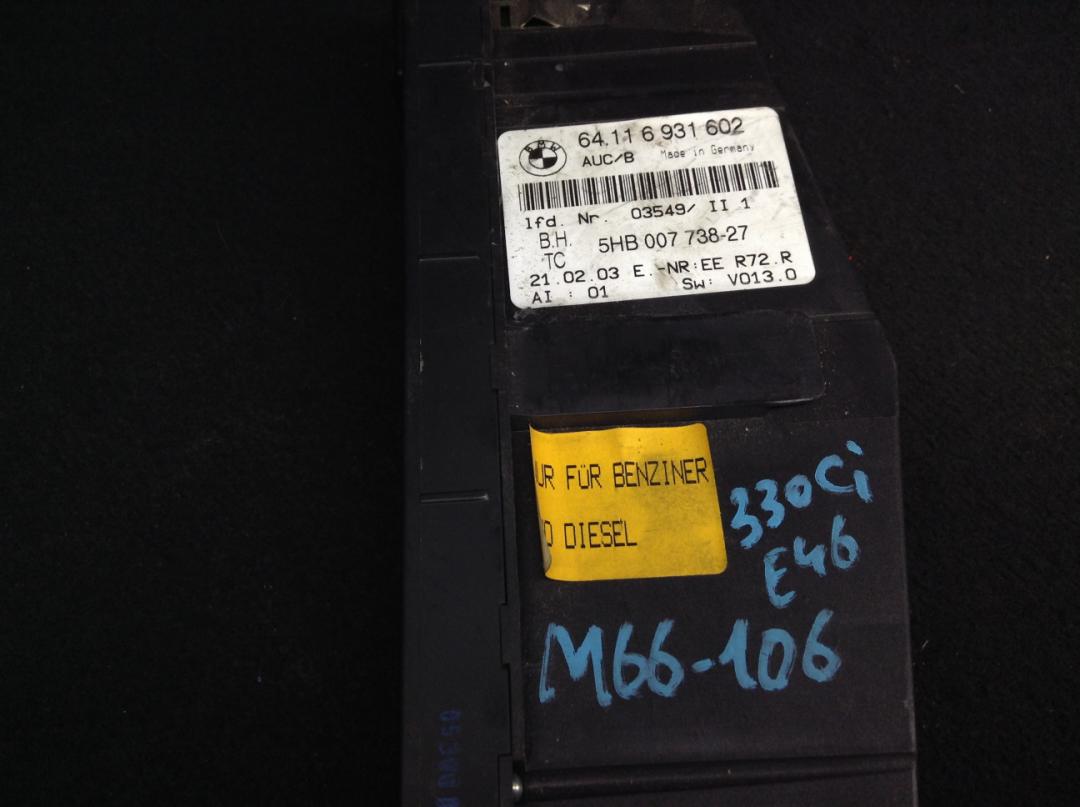 BMW
64.11 6 931 602
AUC/B Made in Germany
lfd. Nr. 03549/ II 1
B.H. 5HB 007 738-27
TC
21.02.03 E.-NR:EE R72.R
AI : 01 SW: V013.0
UR FÜR BENZINER
DIESEL
330Ci
E46
M66-106